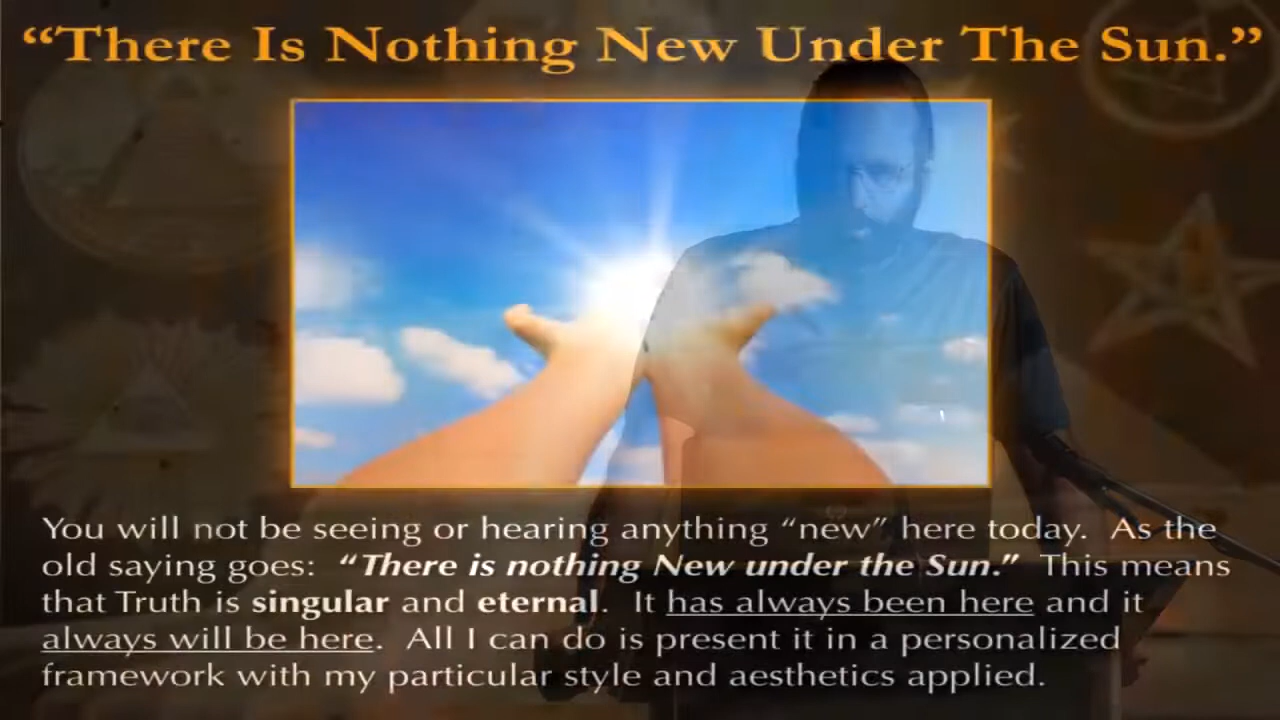 “There Is Nothing New Under The Sun.”
You will not be seeing or hearing anything “new” here today. As the
old saying goes: “There is nothing New under the Sun.” This means
that Truth is singular and eternal. It has always been here and it
always will be here. All I can do is present it in a personalized
framework with my particular style and aesthetics applied.